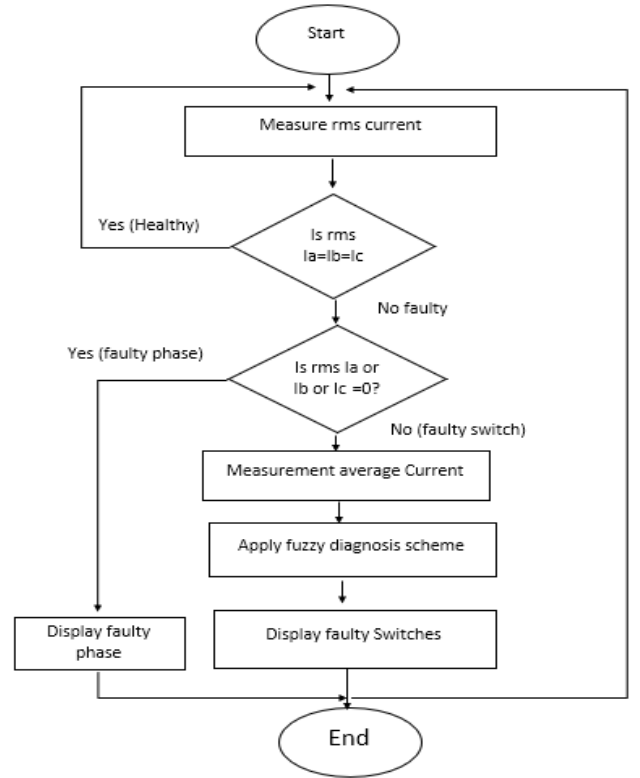 Start
Measure rms current
Yes (Healthy)
Is rms
Ia=Ib=Ic
No faulty
Yes (faulty phase)
Is rms Ia or
Ib or Ic =0?
No (faulty switch)
Measurement average Current
Apply fuzzy diagnosis scheme
Display faulty
phase
Display faulty Switches
End